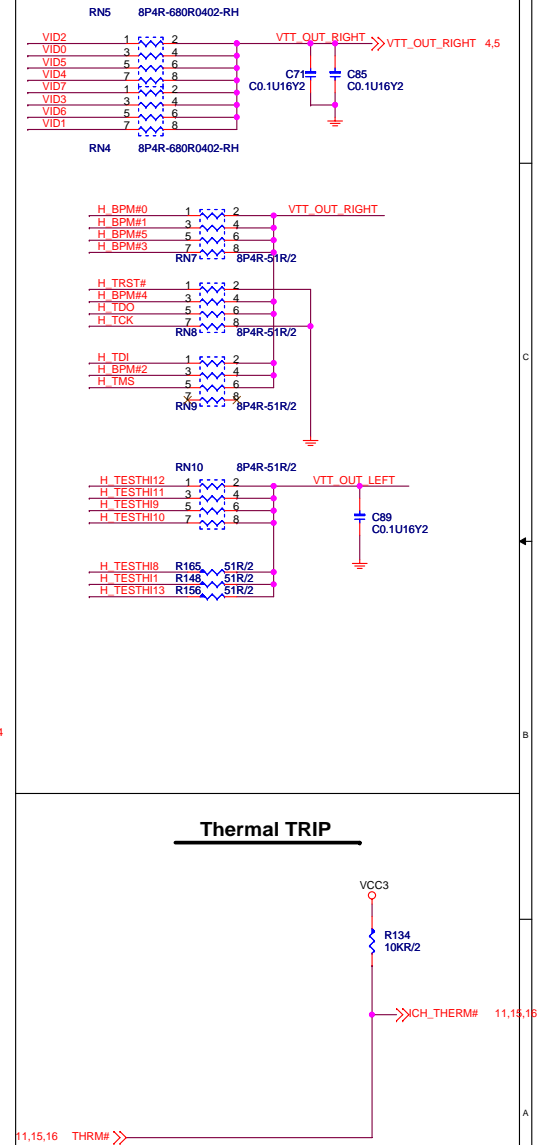 RN5 8P4R-680R0402-RH
VID2 1 2 VTT_OUT_RIGHT VTT_OUT_RIGHT 4,5
VID0 3 4
VID5 5 6
VID4 7 8
VID7 1 2
VID3 3 4
VID6 5 6
VID1 7 8
C71 C0.1U16Y2
C85 C0.1U16Y2
RN4 8P4R-680R0402-RH
H_BPM#0 1 2 VTT_OUT_RIGHT
H_BPM#1 3 4
H_BPM#5 5 6
H_BPM#3 7 8
RN7 8P4R-51R/2
H_TRST# 1 2
H_BPM#4 3 4
H_TDO 5 6
H_TCK 7 8
RN8 8P4R-51R/2
C
H_TDI 1 2
H_BPM#2 3 4
H_TMS 5 6
7 8
RN9 8P4R-51R/2
RN10 8P4R-51R/2
H_TESTHI12 1 2 VTT_OUT_LEFT
H_TESTHI11 3 4
H_TESTHI9 5 6
H_TESTHI10 7 8
C89
C0.1U16Y2
H_TESTHI8 R165 51R/2
H_TESTHI1 R148 51R/2
H_TESTHI13 R156 51R/2
B
Thermal TRIP
VCC3
R134
10KR/2
ICH_THERM# 11,15,16
A
11,15,16 THRM#